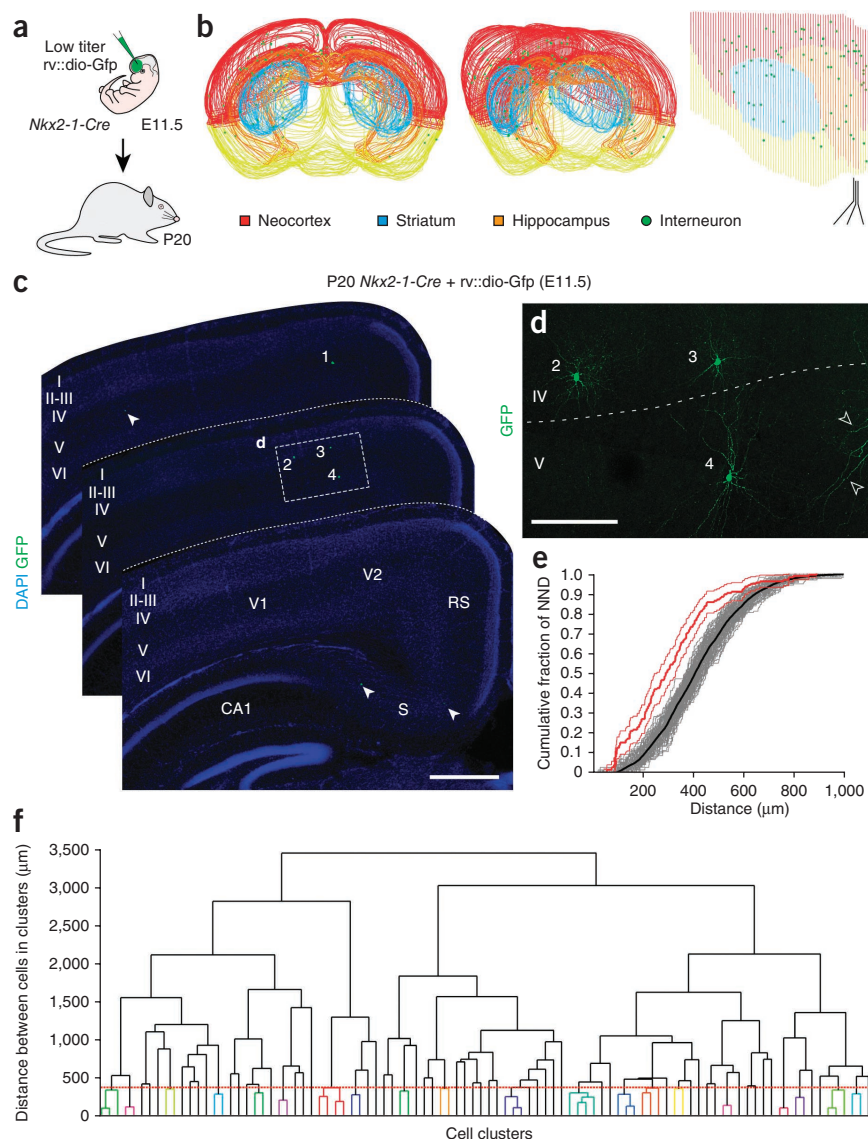 a
Low titer
rv::dio-Gfp
Nkx2-1-Cre E11.5
P20
b
Neocortex Striatum Hippocampus Interneuron
c
P20 Nkx2-1-Cre + rv::dio-Gfp (E11.5)
DAPI GFP
I
II-III
IV
V
VI
1
I
II-III
IV
V
VI
d
2
3
4
I
II-III
IV
V
VI
V1
V2
RS
CA1
S
d
GFP
2
3
IV
V
4
e
Cumulative fraction of NND
1.0
0.9
0.8
0.7
0.6
0.5
0.4
0.3
0.2
0.1
0
200 400 600 800 1,000
Distance (μm)
f
Distance between cells in clusters (μm)
3,500
3,000
2,500
2,000
1,500
1,000
500
0
Cell clusters